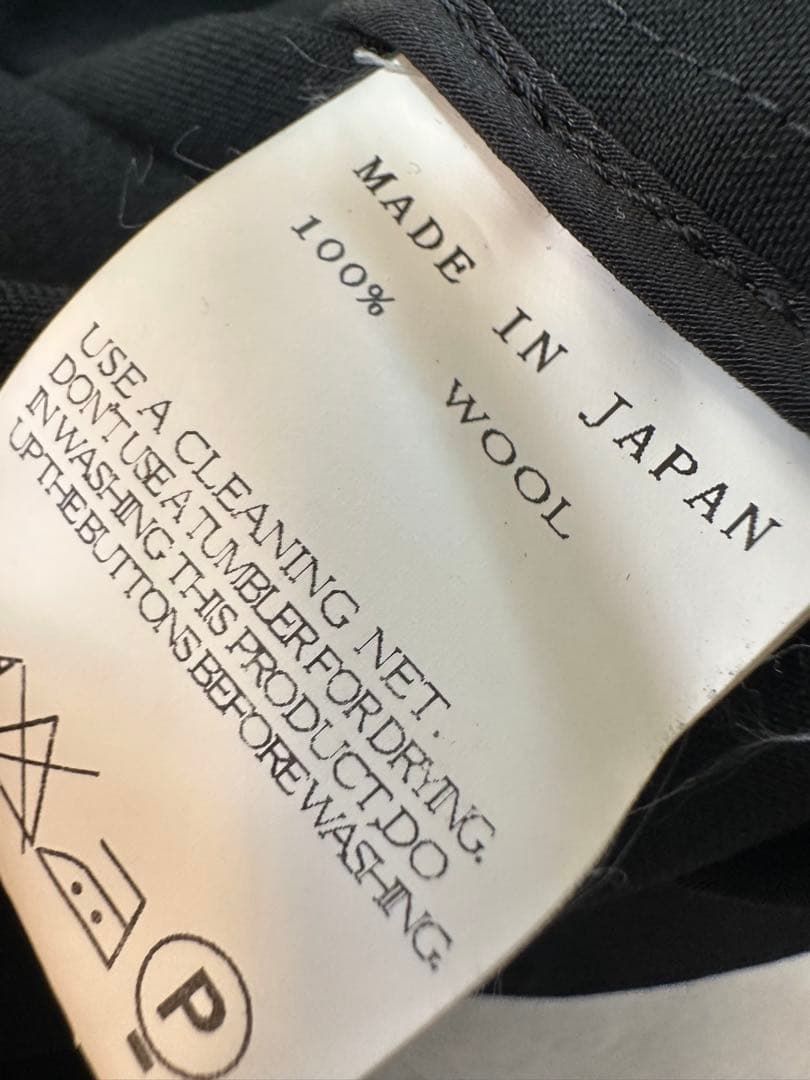 MADE IN JAPAN
100% WOOL
USE A CLEANING NET.
DON'T USE A TUMBLER FOR DRYING.
IN WASHING THIS PRODUCT,DO
UP THE BUTTONS BEFORE WASHING.
P